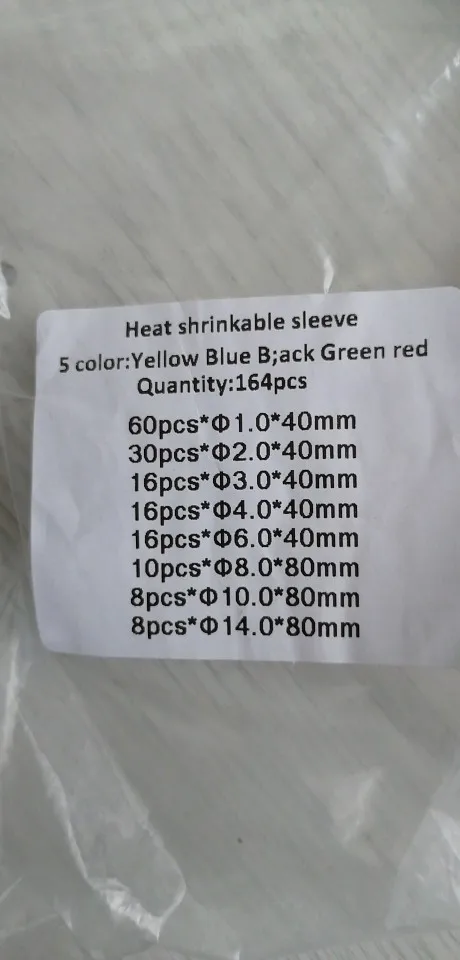 Heat shrinkable sleeve
5 color:Yellow Blue B;ack Green red
Quantity:164pcs
60pcs*Φ1.0*40mm
30pcs*Φ2.0*40mm
16pcs*Φ3.0*40mm
16pcs*Φ4.0*40mm
16pcs*Φ6.0*40mm
10pcs*Φ8.0*80mm
8pcs*Φ10.0*80mm
8pcs*Φ14.0*80mm